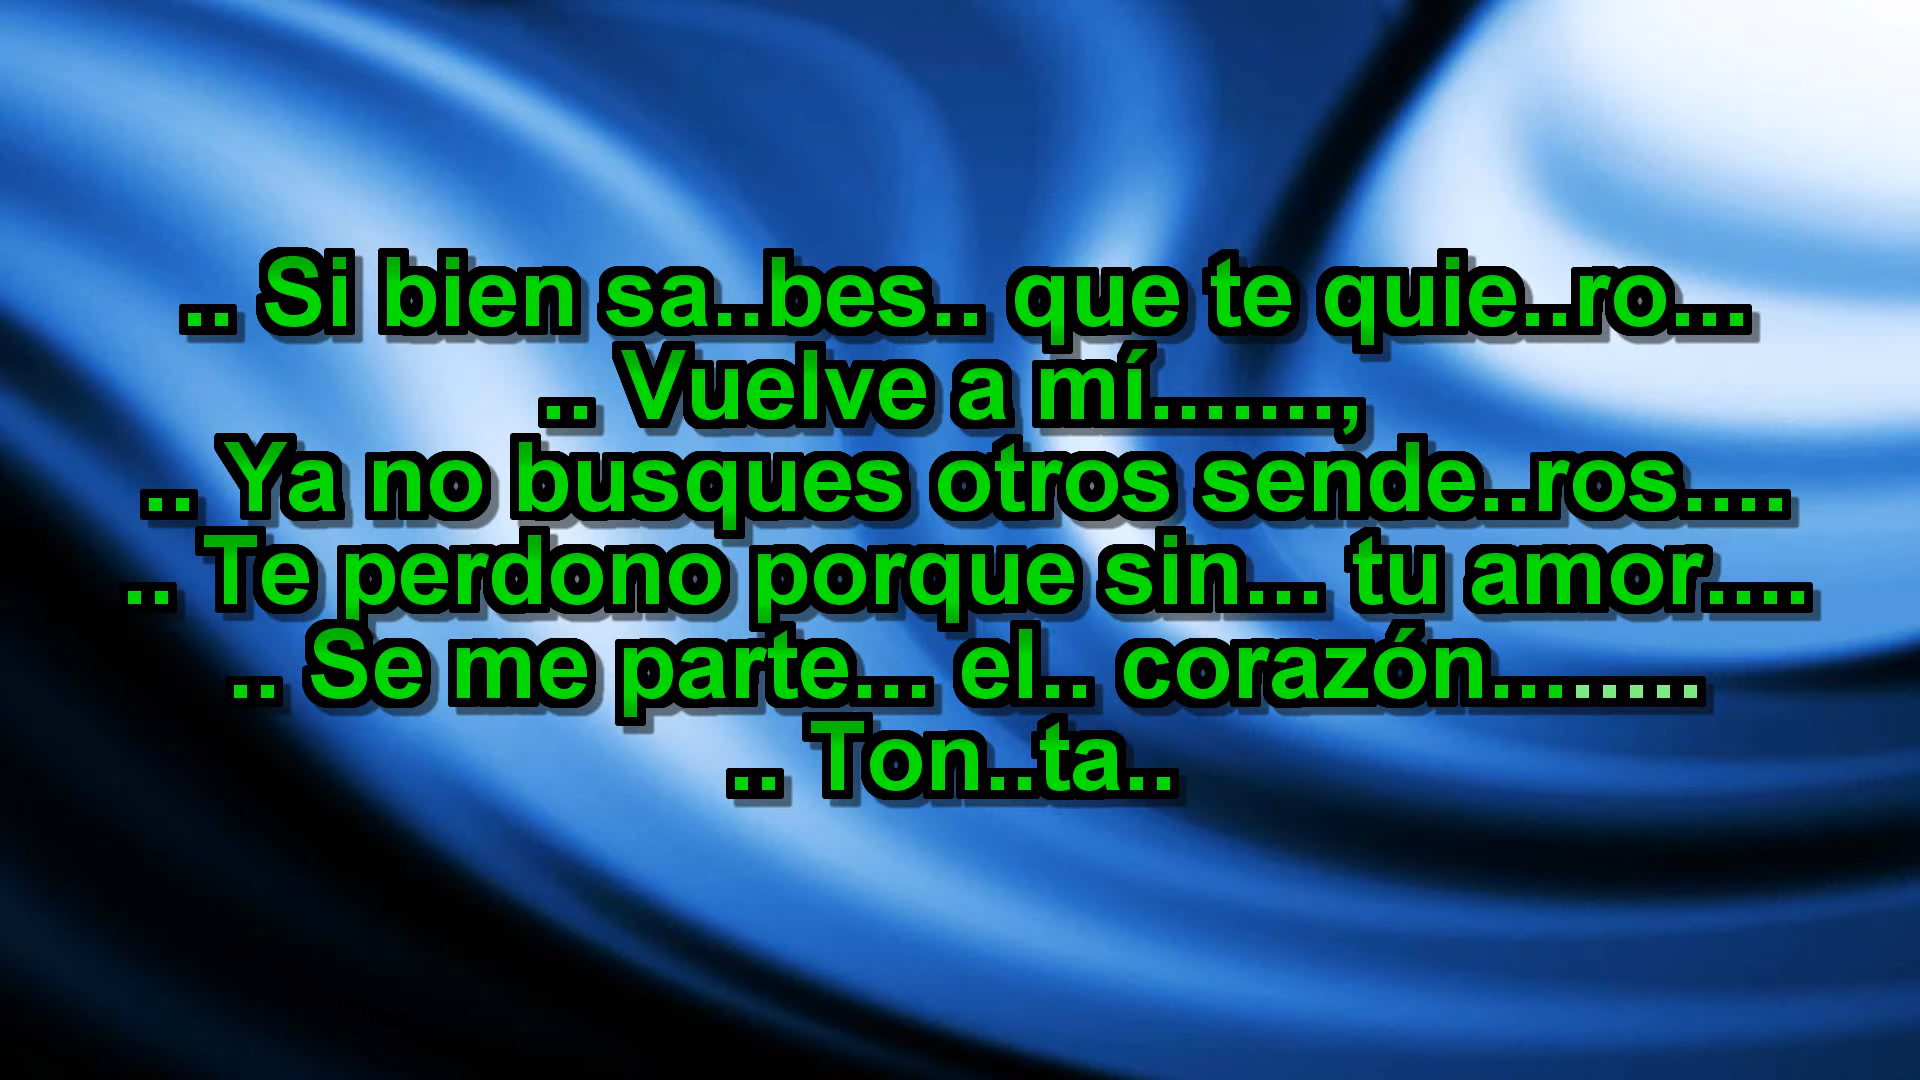 .. Si bien sa..bes.. que te quie..ro...
.. Vuelve a mí.......,
.. Ya no busques otros sende..ros....
.. Te perdono porque sin... tu amor....
.. Se me parte... el.. corazón........
.. Ton..ta..